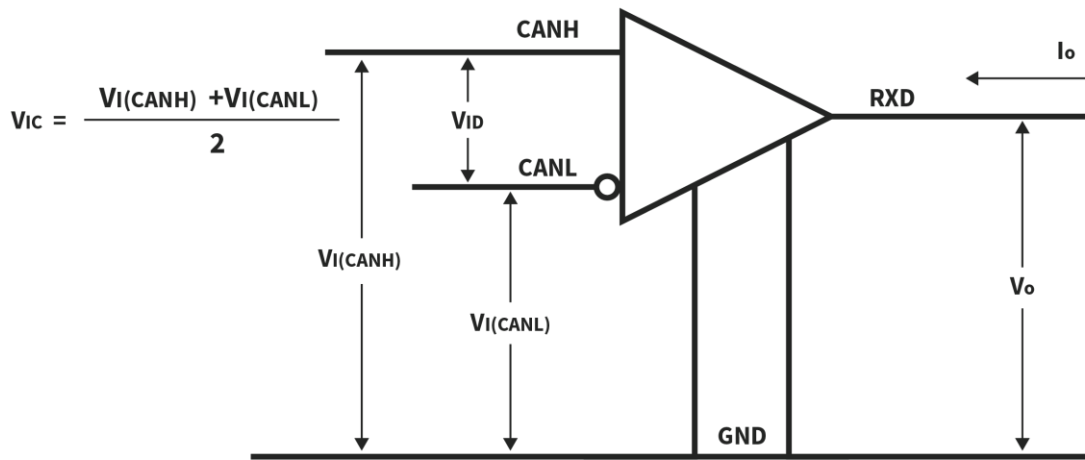 CANH
Io
VI(CANH) +VI(CANL)
VIC =
2
VID
RXD
CANL
VI(CANH)
Vo
VI(CANL)
GND